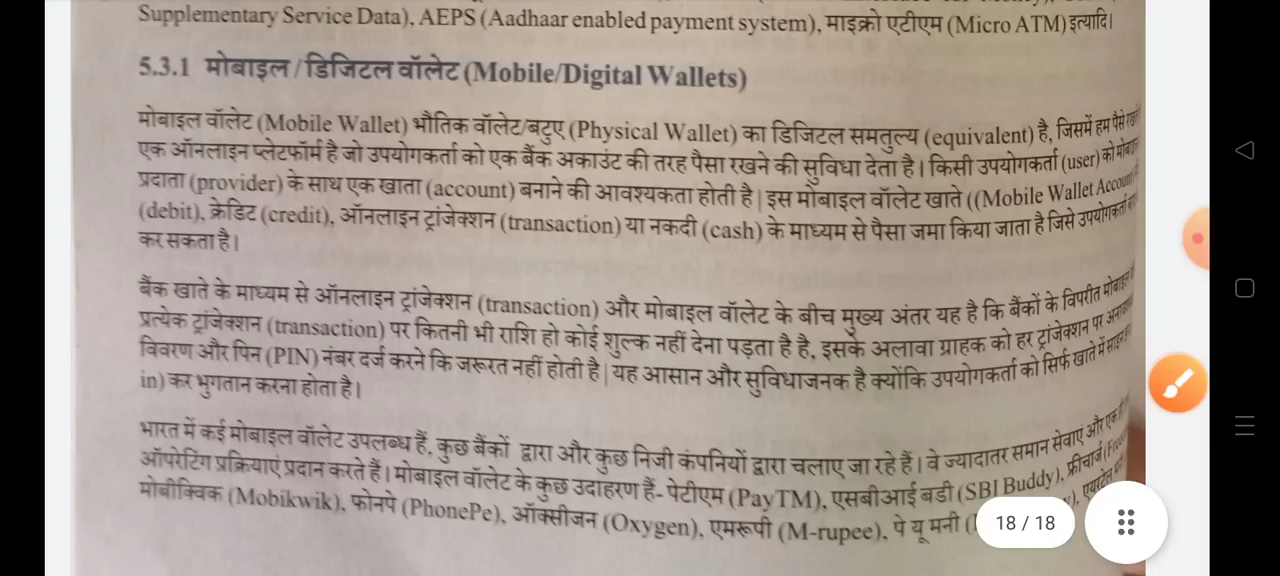 Supplementary Service Data), AEPS (Aadhaar enabled payment system), माइक्रो एटीएम (Micro ATM) इत्यादि।
5.3.1 मोबाइल/डिजिटल वॉलेट (Mobile/Digital Wallets)
मोबाइल वॉलेट (Mobile Wallet) भौतिक वॉलेट/बटुए (Physical Wallet) का डिजिटल समतुल्य (equivalent) है, जिसमें हम पैसे रखते
एक ऑनलाइन प्लेटफॉर्म है जो उपयोगकर्ता को एक बैंक अकाउंट की तरह पैसा रखने की सुविधा देता है। किसी उपयोगकर्ता (user) को
प्रदाता (provider) के साथ एक खाता (account) बनाने की आवश्यकता होती है| इस मोबाइल वॉलेट खाते ((Mobile Wallet
(debit), क्रेडिट (credit), ऑनलाइन ट्रांजेक्शन (transaction) या नकदी (cash) के माध्यम से पैसा जमा किया जाता है जिसे उपयोगकर्ता
कर सकता है।
बैंक खाते के माध्यम से ऑनलाइन ट्रांजेक्शन (transaction) और मोबाइल वॉलेट के बीच मुख्य अंतर यह है कि बैंकों के विपरीत मोबाइल
प्रत्येक ट्रांजेक्शन (transaction) पर कितनी भी राशि हो कोई शुल्क नहीं देना पड़ता है है, इसके अलावा ग्राहक को हर ट्रांजेक्शन पर
विवरण और पिन (PIN) नंबर दर्ज करने कि जरूरत नहीं होती है| यह आसान और सुविधाजनक है क्योंकि उपयोगकर्ता को सिर्फ खाते में
in) कर भुगतान करना होता है।
भारत में कई मोबाइल वॉलेट उपलब्ध हैं, कुछ बैंकों द्वारा और कुछ निजी कंपनियों द्वारा चलाए जा रहे हैं। वे ज्यादातर समान सेवाएं और
ऑपरेटिंग प्रक्रियाएं प्रदान करते हैं। मोबाइल वॉलेट के कुछ उदाहरण हैं- पेटीएम (PayTM), एसबीआई बडी (SBI Buddy), फ्रीचार्ज
मोबीक्विक (Mobikwik), फोनपे (PhonePe), ऑक्सीजन (Oxygen), एमरूपी (M-rupee), पे यू मनी
18 / 18